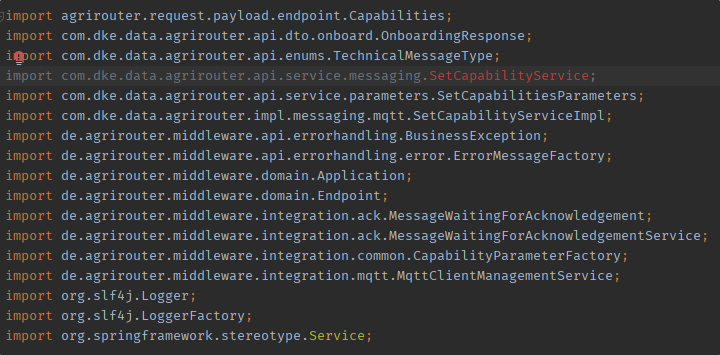 import agrirouter.request.payload.endpoint.Capabilities;
import com.dke.data.agrirouter.api.dto.onboard.OnboardingResponse;
import com.dke.data.agrirouter.api.enums.TechnicalMessageType;
import com.dke.data.agrirouter.api.service.messaging.SetCapabilityService;
import com.dke.data.agrirouter.api.service.parameters.SetCapabilitiesParameters;
import com.dke.data.agrirouter.impl.messaging.mqtt.SetCapabilityServiceImpl;
import de.agrirouter.middleware.api.errorhandling.BusinessException;
import de.agrirouter.middleware.api.errorhandling.error.ErrorMessageFactory;
import de.agrirouter.middleware.domain.Application;
import de.agrirouter.middleware.domain.Endpoint;
import de.agrirouter.middleware.integration.ack.MessageWaitingForAcknowledgement;
import de.agrirouter.middleware.integration.ack.MessageWaitingForAcknowledgementService;
import de.agrirouter.middleware.integration.common.CapabilityParameterFactory;
import de.agrirouter.middleware.integration.mqtt.MqttClientManagementService;
import org.slf4j.Logger;
import org.slf4j.LoggerFactory;
import org.springframework.stereotype.Service;